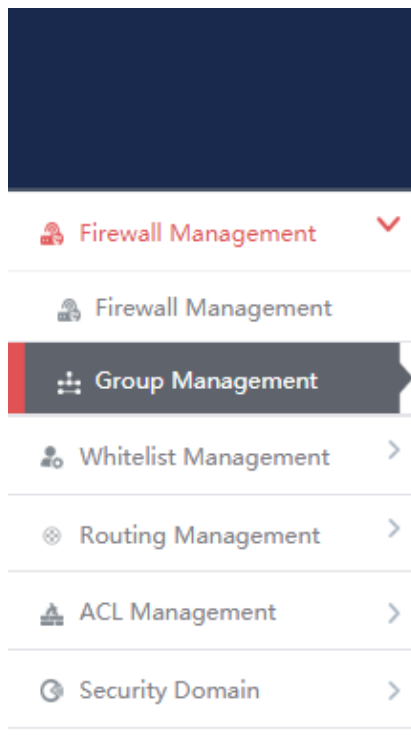 Firewall Management
Firewall Management
Group Management
Whitelist Management
Routing Management
ACL Management
Security Domain